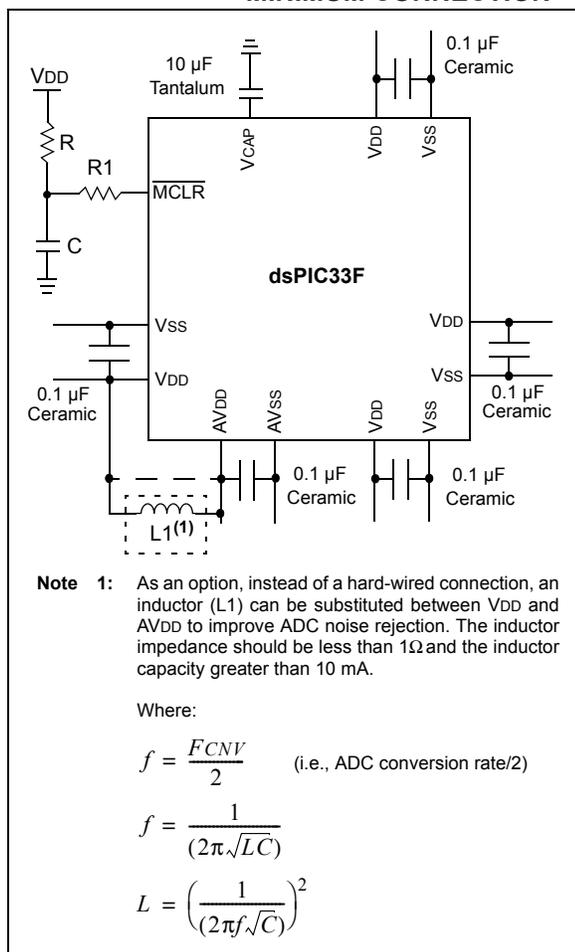 10 µF
Tantalum
0.1 µF
Ceramic
VDD
R
R1
C
VCAP
VDD
VSS
MCLR
dsPIC33F
VSS
VDD
VDD
VSS
0.1 µF
Ceramic
0.1 µF
Ceramic
AVDD
AVSS
VDD
VSS
0.1 µF
Ceramic
0.1 µF
Ceramic
L1(1)
Note 1: As an option, instead of a hard-wired connection, an
inductor (L1) can be substituted between VDD and
AVDD to improve ADC noise rejection. The inductor
impedance should be less than 1Ω and the inductor
capacity greater than 10 mA.
Where:
f = FCNV / 2 (i.e., ADC conversion rate/2)
f = 1 / (2π√LC)
L = (1 / (2πf√C))²